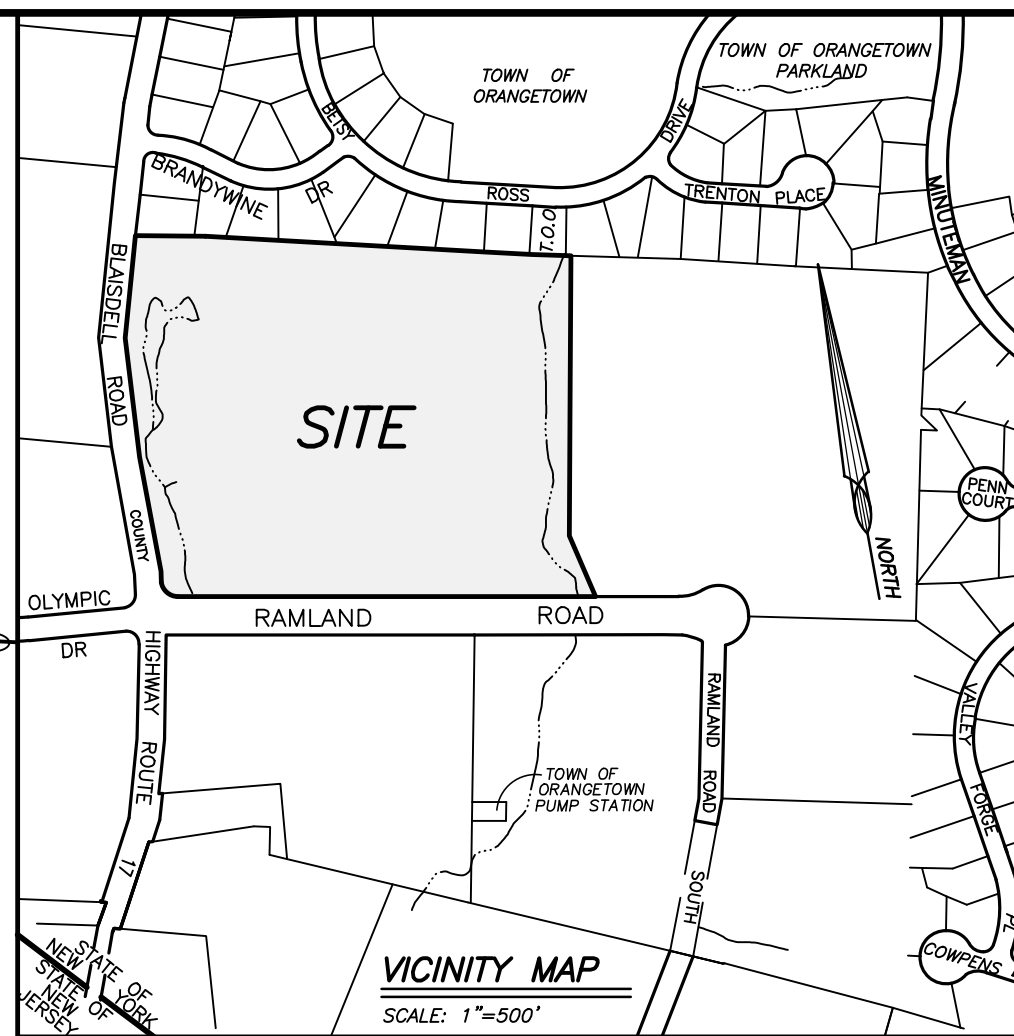 TOWN OF
ORANGETOWN
TOWN OF ORANGETOWN
PARKLAND
BETSY
DRIVE
BRANDYWINE
DR
ROSS
TRENTON PLACE
T.O.O.
MINUTEMAN
BLAISDELL
ROAD
SITE
PENN
COURT
COUNTY
NORTH
OLYMPIC
DR
RAMLAND ROAD
HIGHWAY
ROUTE
17
RAMLAND
ROAD
SOUTH
VALLEY
FORGE
PL
TOWN OF
ORANGETOWN
PUMP STATION
COWPENS
STATE OF
NEW YORK
STATE OF
NEW
JERSEY
VICINITY MAP
SCALE: 1"=500'